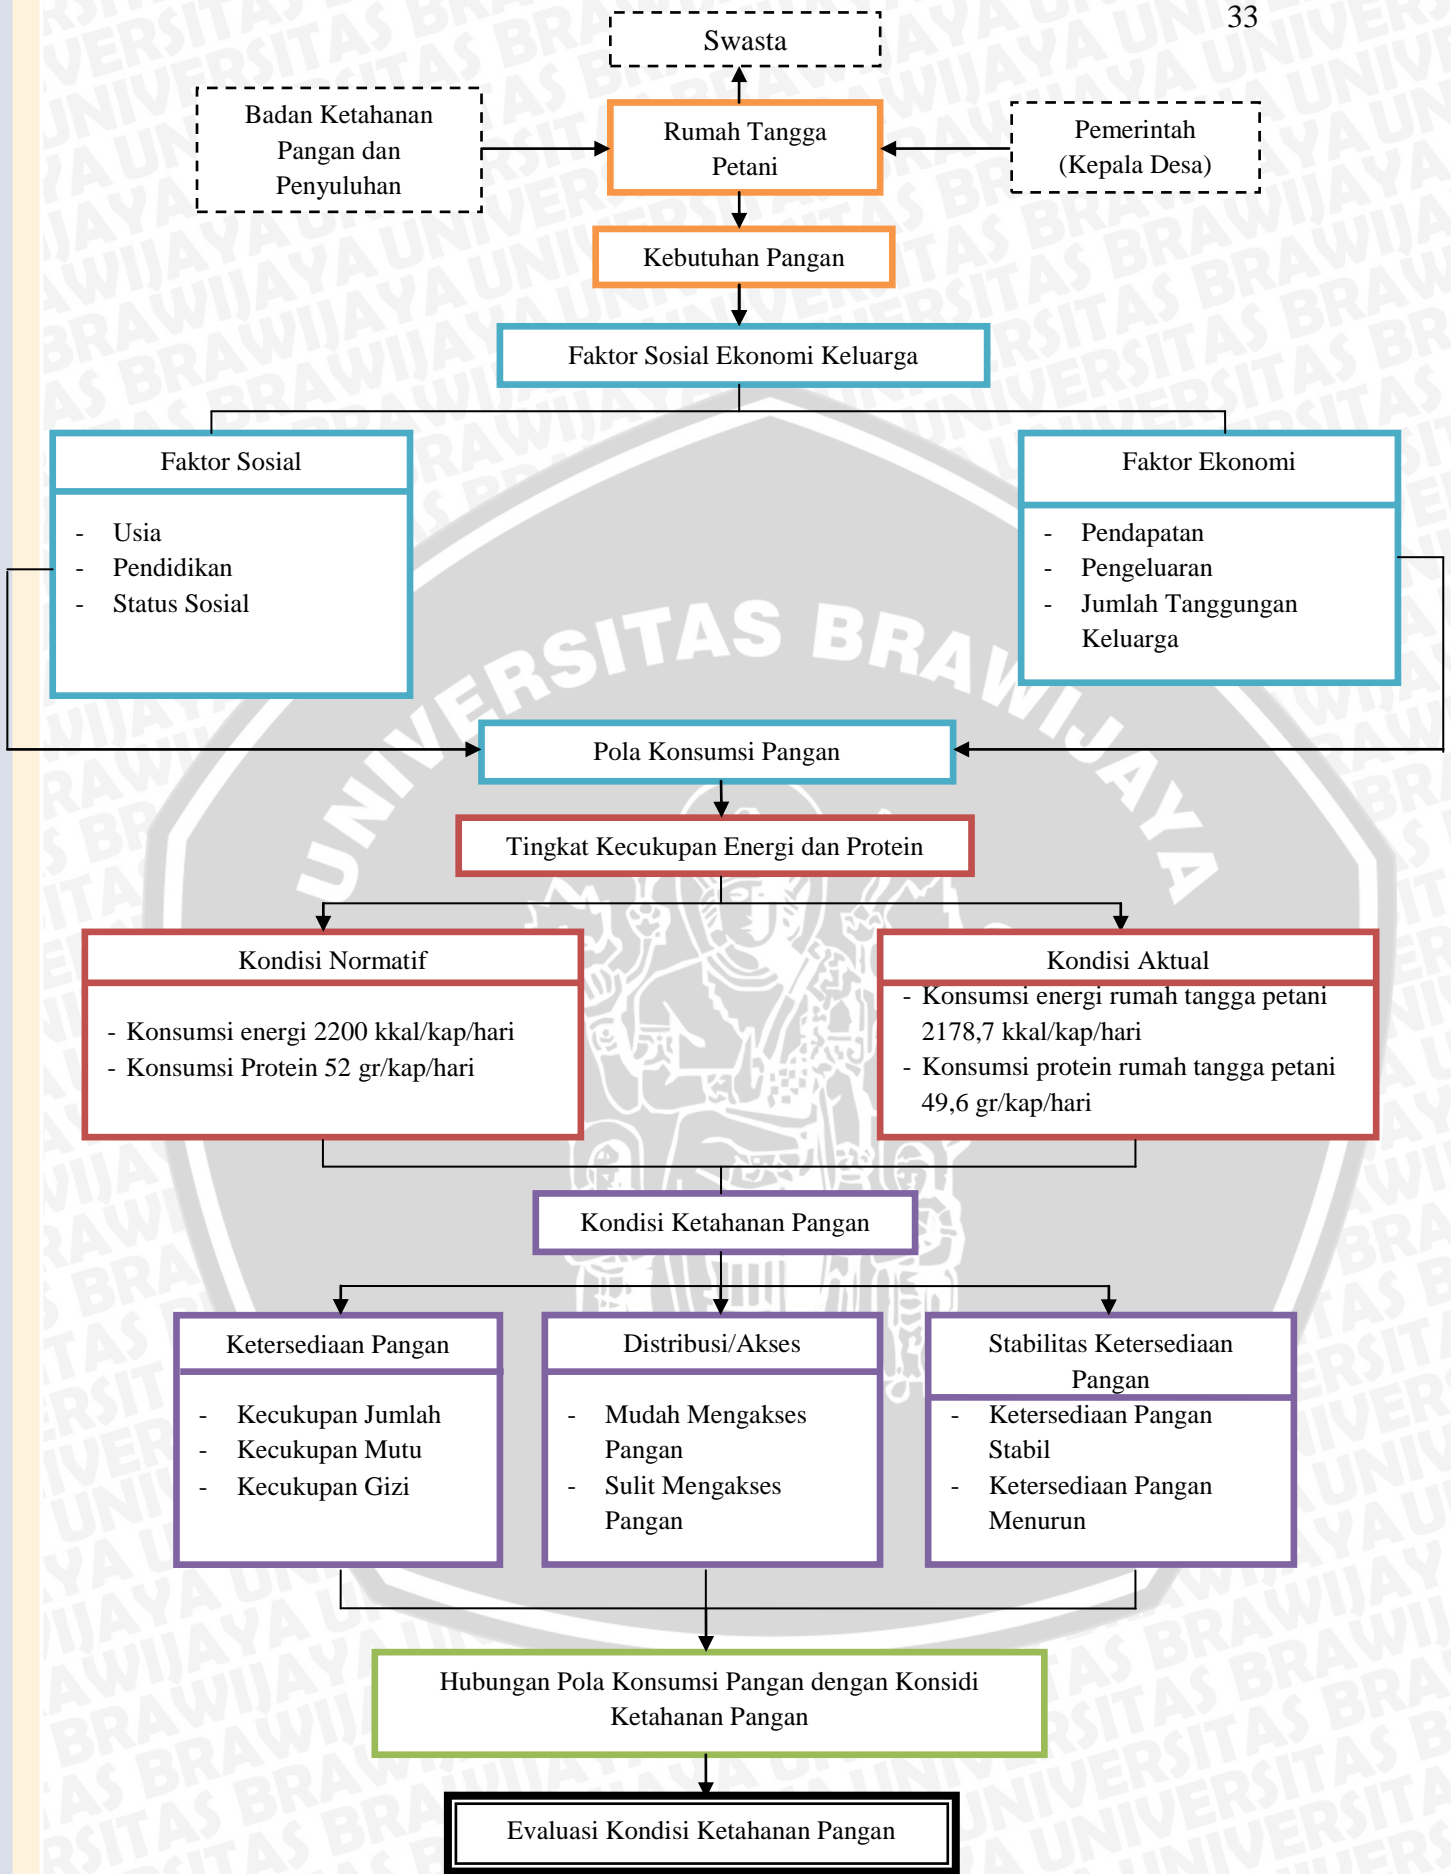 33
Swasta
Badan Ketahanan
Pangan dan
Penyuluhan
Rumah Tangga
Petani
Pemerintah
(Kepala Desa)
Kebutuhan Pangan
Faktor Sosial Ekonomi Keluarga
Faktor Sosial
- Usia
- Pendidikan
- Status Sosial
Faktor Ekonomi
- Pendapatan
- Pengeluaran
- Jumlah Tanggungan
Keluarga
UNIVERSITAS BRAWIJAYA
Pola Konsumsi Pangan
Tingkat Kecukupan Energi dan Protein
Kondisi Normatif
- Konsumsi energi 2200 kkal/kap/hari
- Konsumsi Protein 52 gr/kap/hari
Kondisi Aktual
- Konsumsi energi rumah tangga petani
2178,7 kkal/kap/hari
- Konsumsi protein rumah tangga petani
49,6 gr/kap/hari
Kondisi Ketahanan Pangan
Ketersediaan Pangan
- Kecukupan Jumlah
- Kecukupan Mutu
- Kecukupan Gizi
Distribusi/Akses
- Mudah Mengakses
Pangan
- Sulit Mengakses
Pangan
Stabilitas Ketersediaan
Pangan
- Ketersediaan Pangan
Stabil
- Ketersediaan Pangan
Menurun
Hubungan Pola Konsumsi Pangan dengan Konsidi
Ketahanan Pangan
Evaluasi Kondisi Ketahanan Pangan